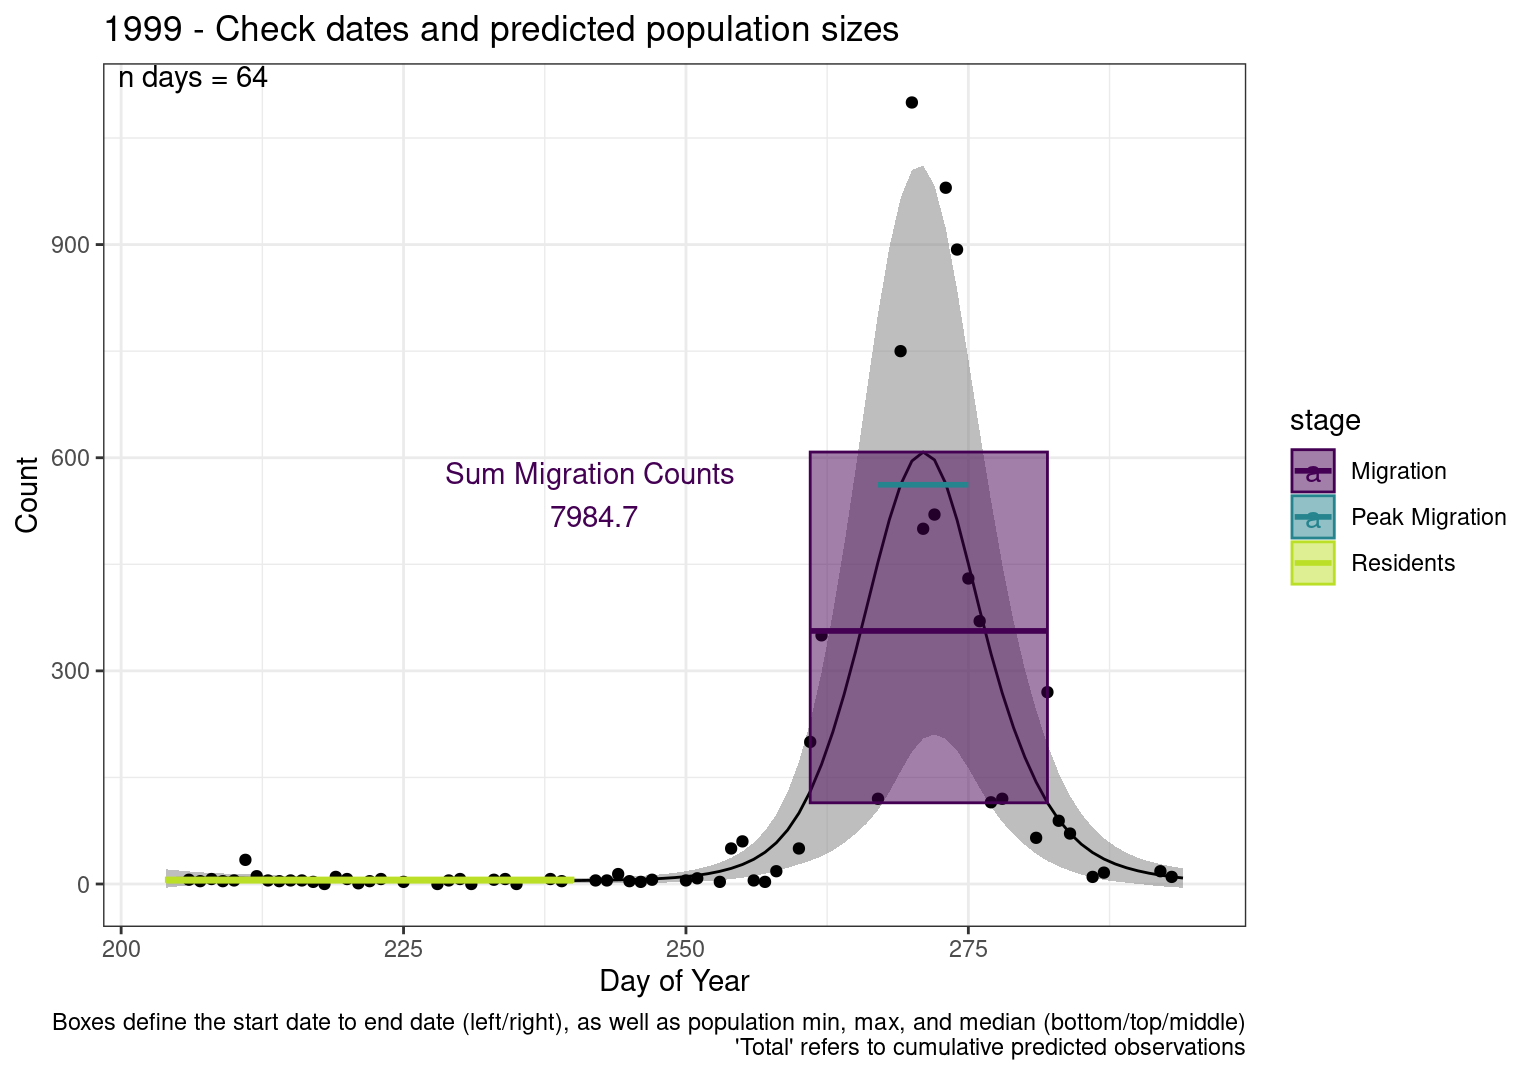 1999 - Check dates and predicted population sizes
n days = 64
900
600
300
0
Count
Sum Migration Counts
7984.7
200
225
250
275
Day of Year
stage
a Migration
a Peak Migration
Residents
Boxes define the start date to end date (left/right), as well as population min, max, and median (bottom/top/middle)
'Total' refers to cumulative predicted observations